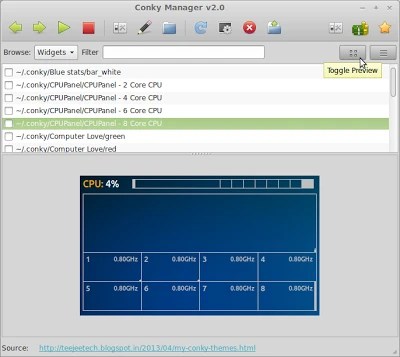 Conky Manager v2.0
Browse: Widgets Filter
Toggle Preview
~/.conky/Blue stats/bar_white
~/.conky/CPUPanel/CPUPanel - 2 Core CPU
~/.conky/CPUPanel/CPUPanel - 4 Core CPU
~/.conky/CPUPanel/CPUPanel - 6 Core CPU
~/.conky/CPUPanel/CPUPanel - 8 Core CPU
~/.conky/Computer Love/green
~/.conky/Computer Love/red
CPU: 4%
1 0.80GHz 2 0.80GHz 3 0.80GHz 4 0.80GHz
5 0.80GHz 6 0.80GHz 7 0.80GHz 8 0.80GHz
Source: http://teejeetech.blogspot.in/2013/04/my-conky-themes.html